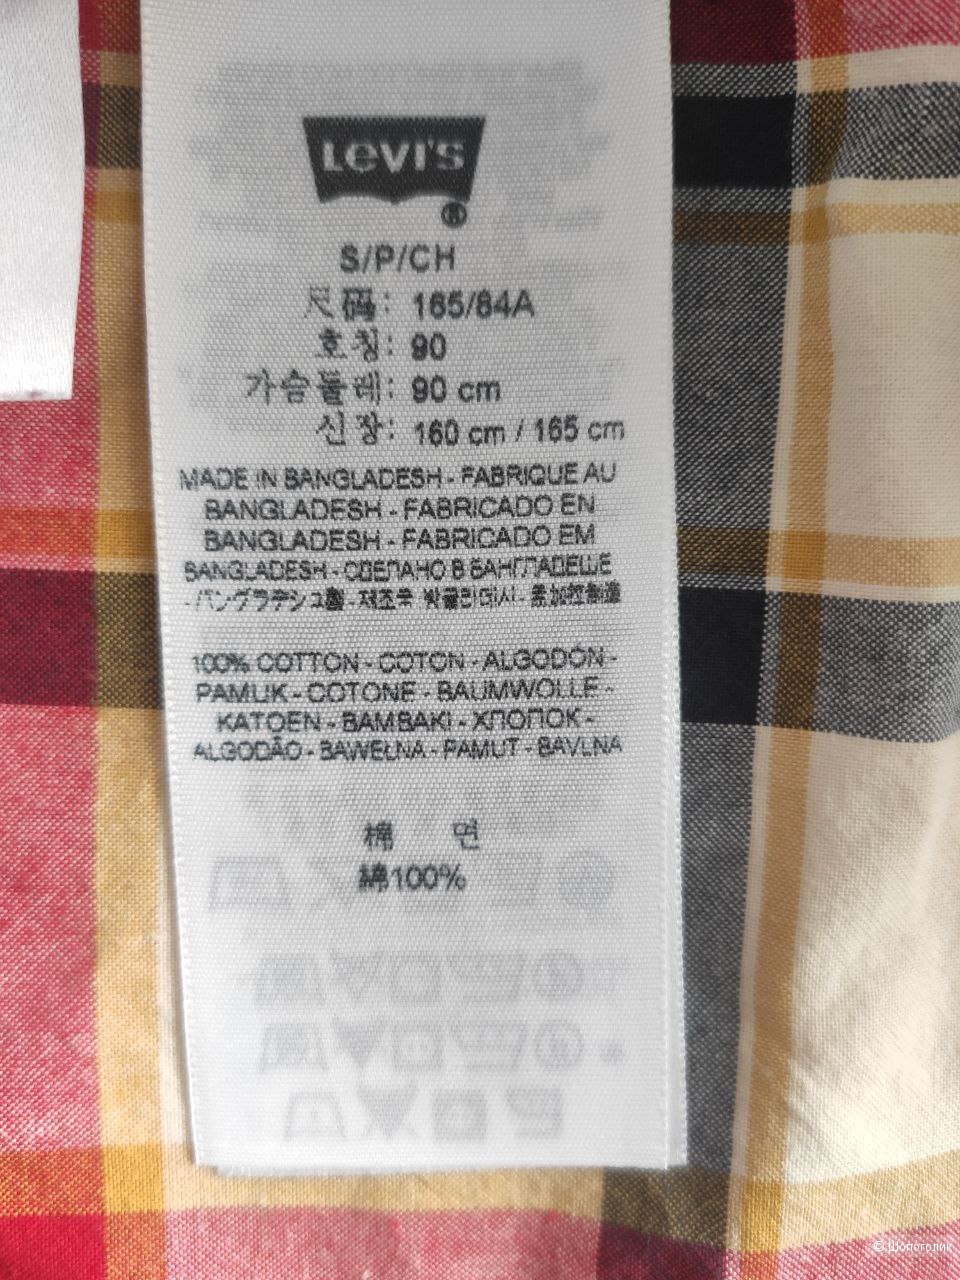 Levi's
®
S/P/CH
尺码: 165/84A
호칭: 90
가슴둘레: 90 cm
신장: 160 cm / 165 cm
MADE IN BANGLADESH - FABRIQUE AU
BANGLADESH - FABRICADO EN
BANGLADESH - FABRICADO EM
BANGLADESH - СДЕЛАНО В БАНГЛАДЕШЕ
- バングラデシュ製 - 제조국 방글라데시 - 孟加拉制造
100% COTTON - COTON - ALGODÓN -
PAMUK - COTONE - BAUMWOLLE -
KATOEN - BAMBAKI - ХЛОПОК -
ALGODÃO - BAWEŁNA - PAMUT - BAVLNA
棉 면
綿100%
© Шопоголик